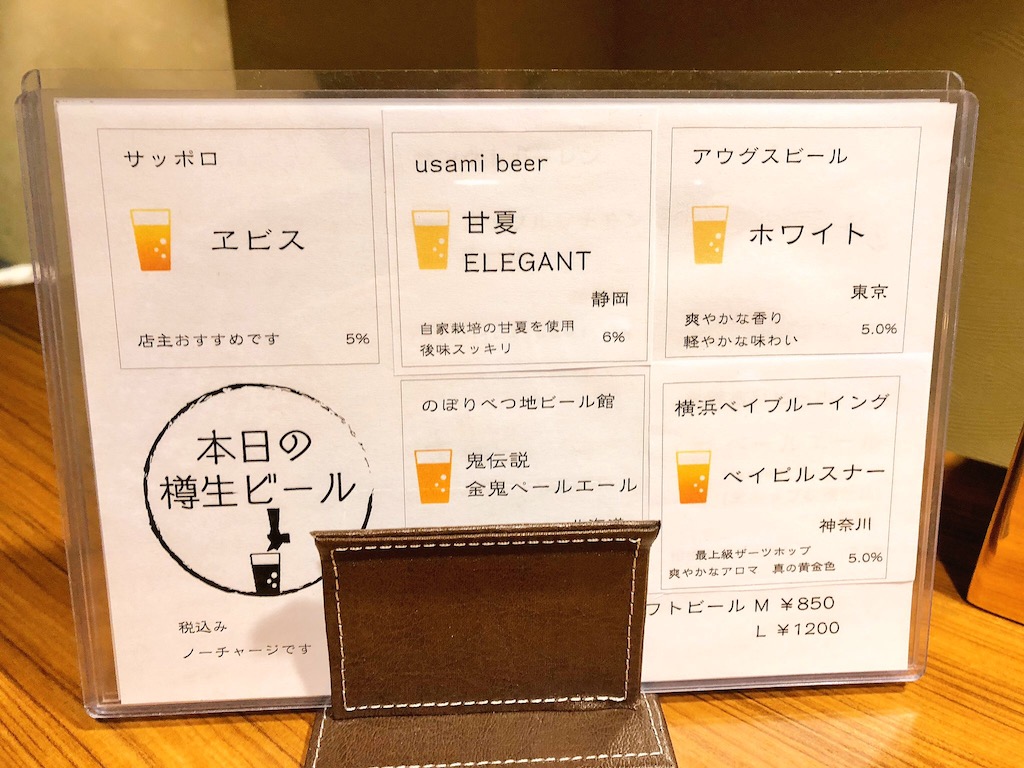 サッポロ
ヱビス
店主おすすめです
5%
usami beer
甘夏
ELEGANT
静岡
自家栽培の甘夏を使用
後味スッキリ
6%
アウグスビール
ホワイト
東京
爽やかな香り
軽やかな味わい
5.0%
本日の
樽生ビール
税込み
ノーチャージです
のぼりべつ地ビール館
鬼伝説
金鬼ペールエール
北海道
横浜ベイブルーイング
ベイピルスナー
神奈川
最上級ザーツホップ
爽やかなアロマ 真の黄金色
5.0%
フトビール M ¥850
L ¥1200